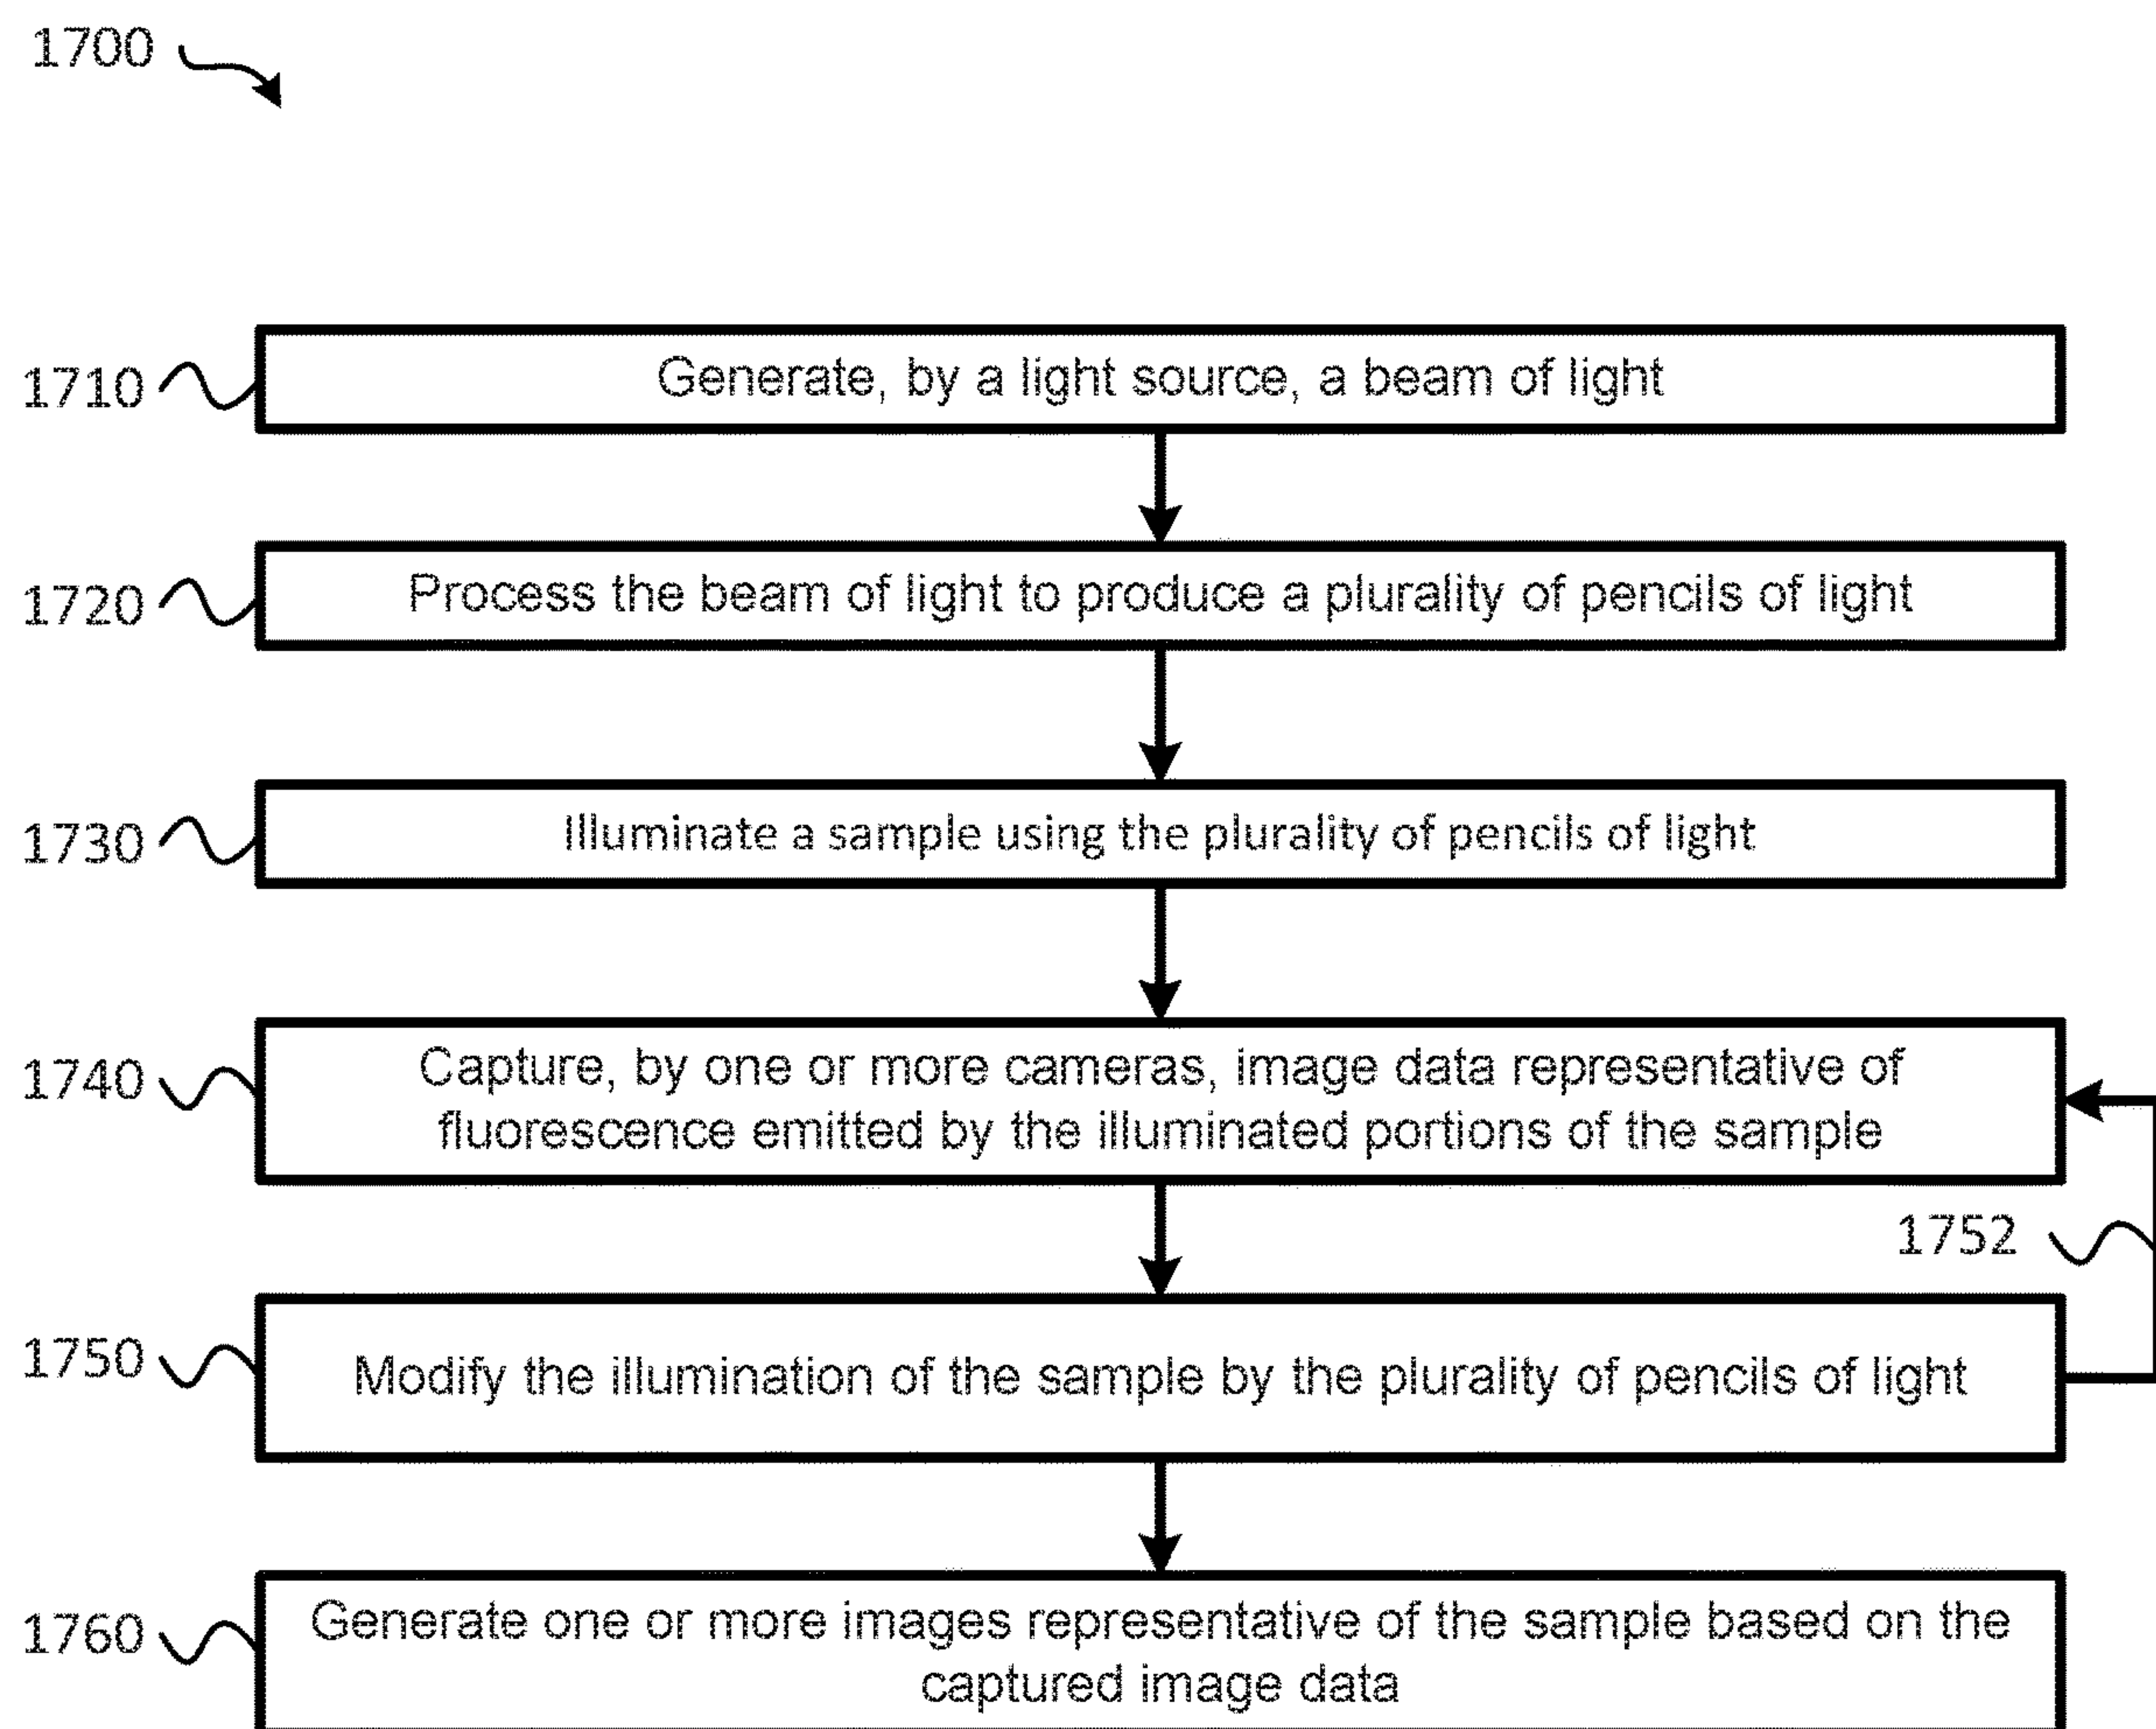 1700
1710
Generate, by a light source, a beam of light
1720
Process the beam of light to produce a plurality of pencils of light
1730
Illuminate a sample using the plurality of pencils of light
1740
Capture, by one or more cameras, image data representative of
fluorescence emitted by the illuminated portions of the sample
1752
1750
Modify the illumination of the sample by the plurality of pencils of light
1760
Generate one or more images representative of the sample based on the
captured image data